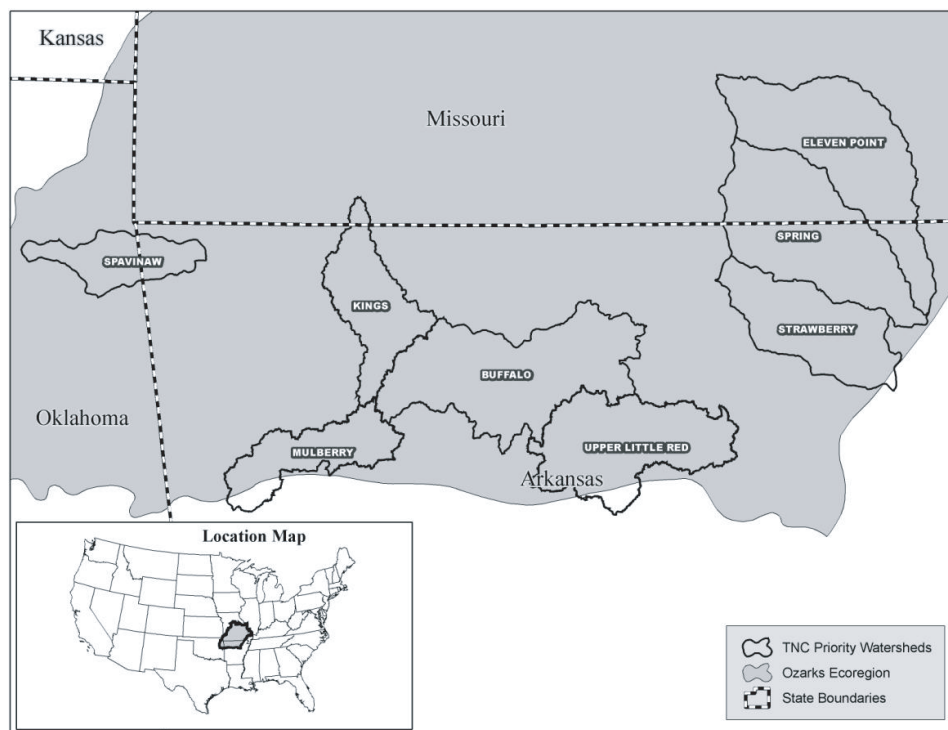 Kansas
Missouri
ELEVEN POINT
SPRING
SPAVINAW
KINGS
STRAWBERRY
BUFFALO
Oklahoma
MULBERRY
UPPER LITTLE RED
Arkansas
Location Map
TNC Priority Watersheds
Ozarks Ecoregion
State Boundaries